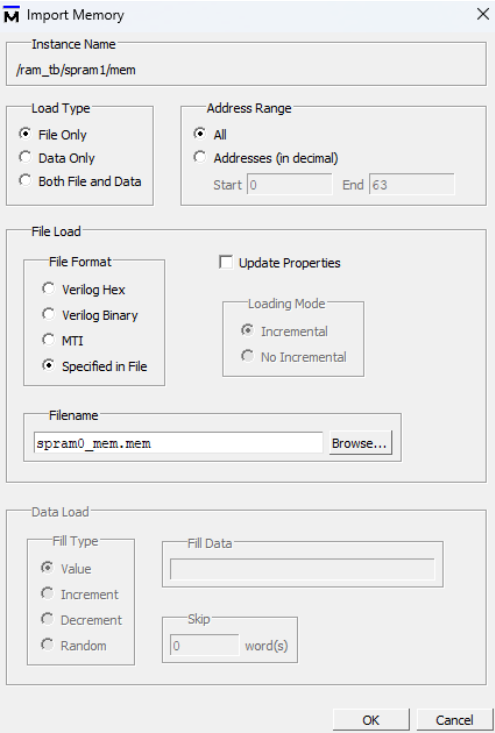 Import Memory
Instance Name
/ram_tb/spram1/mem
Load Type
File Only
Data Only
Both File and Data
Address Range
All
Addresses (in decimal)
Start 0 End 63
File Load
File Format
Verilog Hex
Verilog Binary
MTI
Specified in File
Update Properties
Loading Mode
Incremental
No Incremental
Filename
spram0_mem.mem Browse...
Data Load
Fill Type
Value
Increment
Decrement
Random
Fill Data
Skip
0 word(s)
OK Cancel